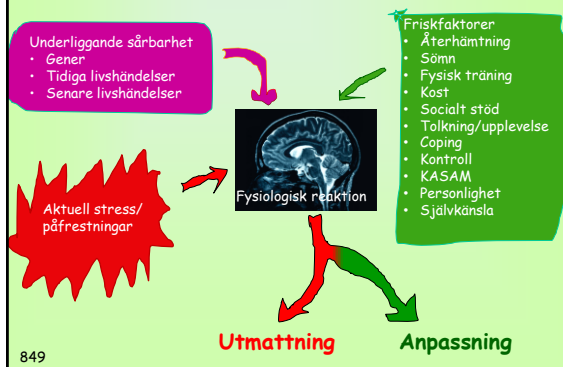 Underliggande sårbarhet
• Gener
• Tidiga livshändelser
• Senare livshändelser
Friskfaktorer
• Återhämtning
• Sömn
• Fysisk träning
• Kost
• Socialt stöd
• Tolkning/upplevelse
• Coping
• Kontroll
• KASAM
• Personlighet
• Självkänsla
Aktuell stress/
påfrestningar
Fysiologisk reaktion
Utmattning
Anpassning
849